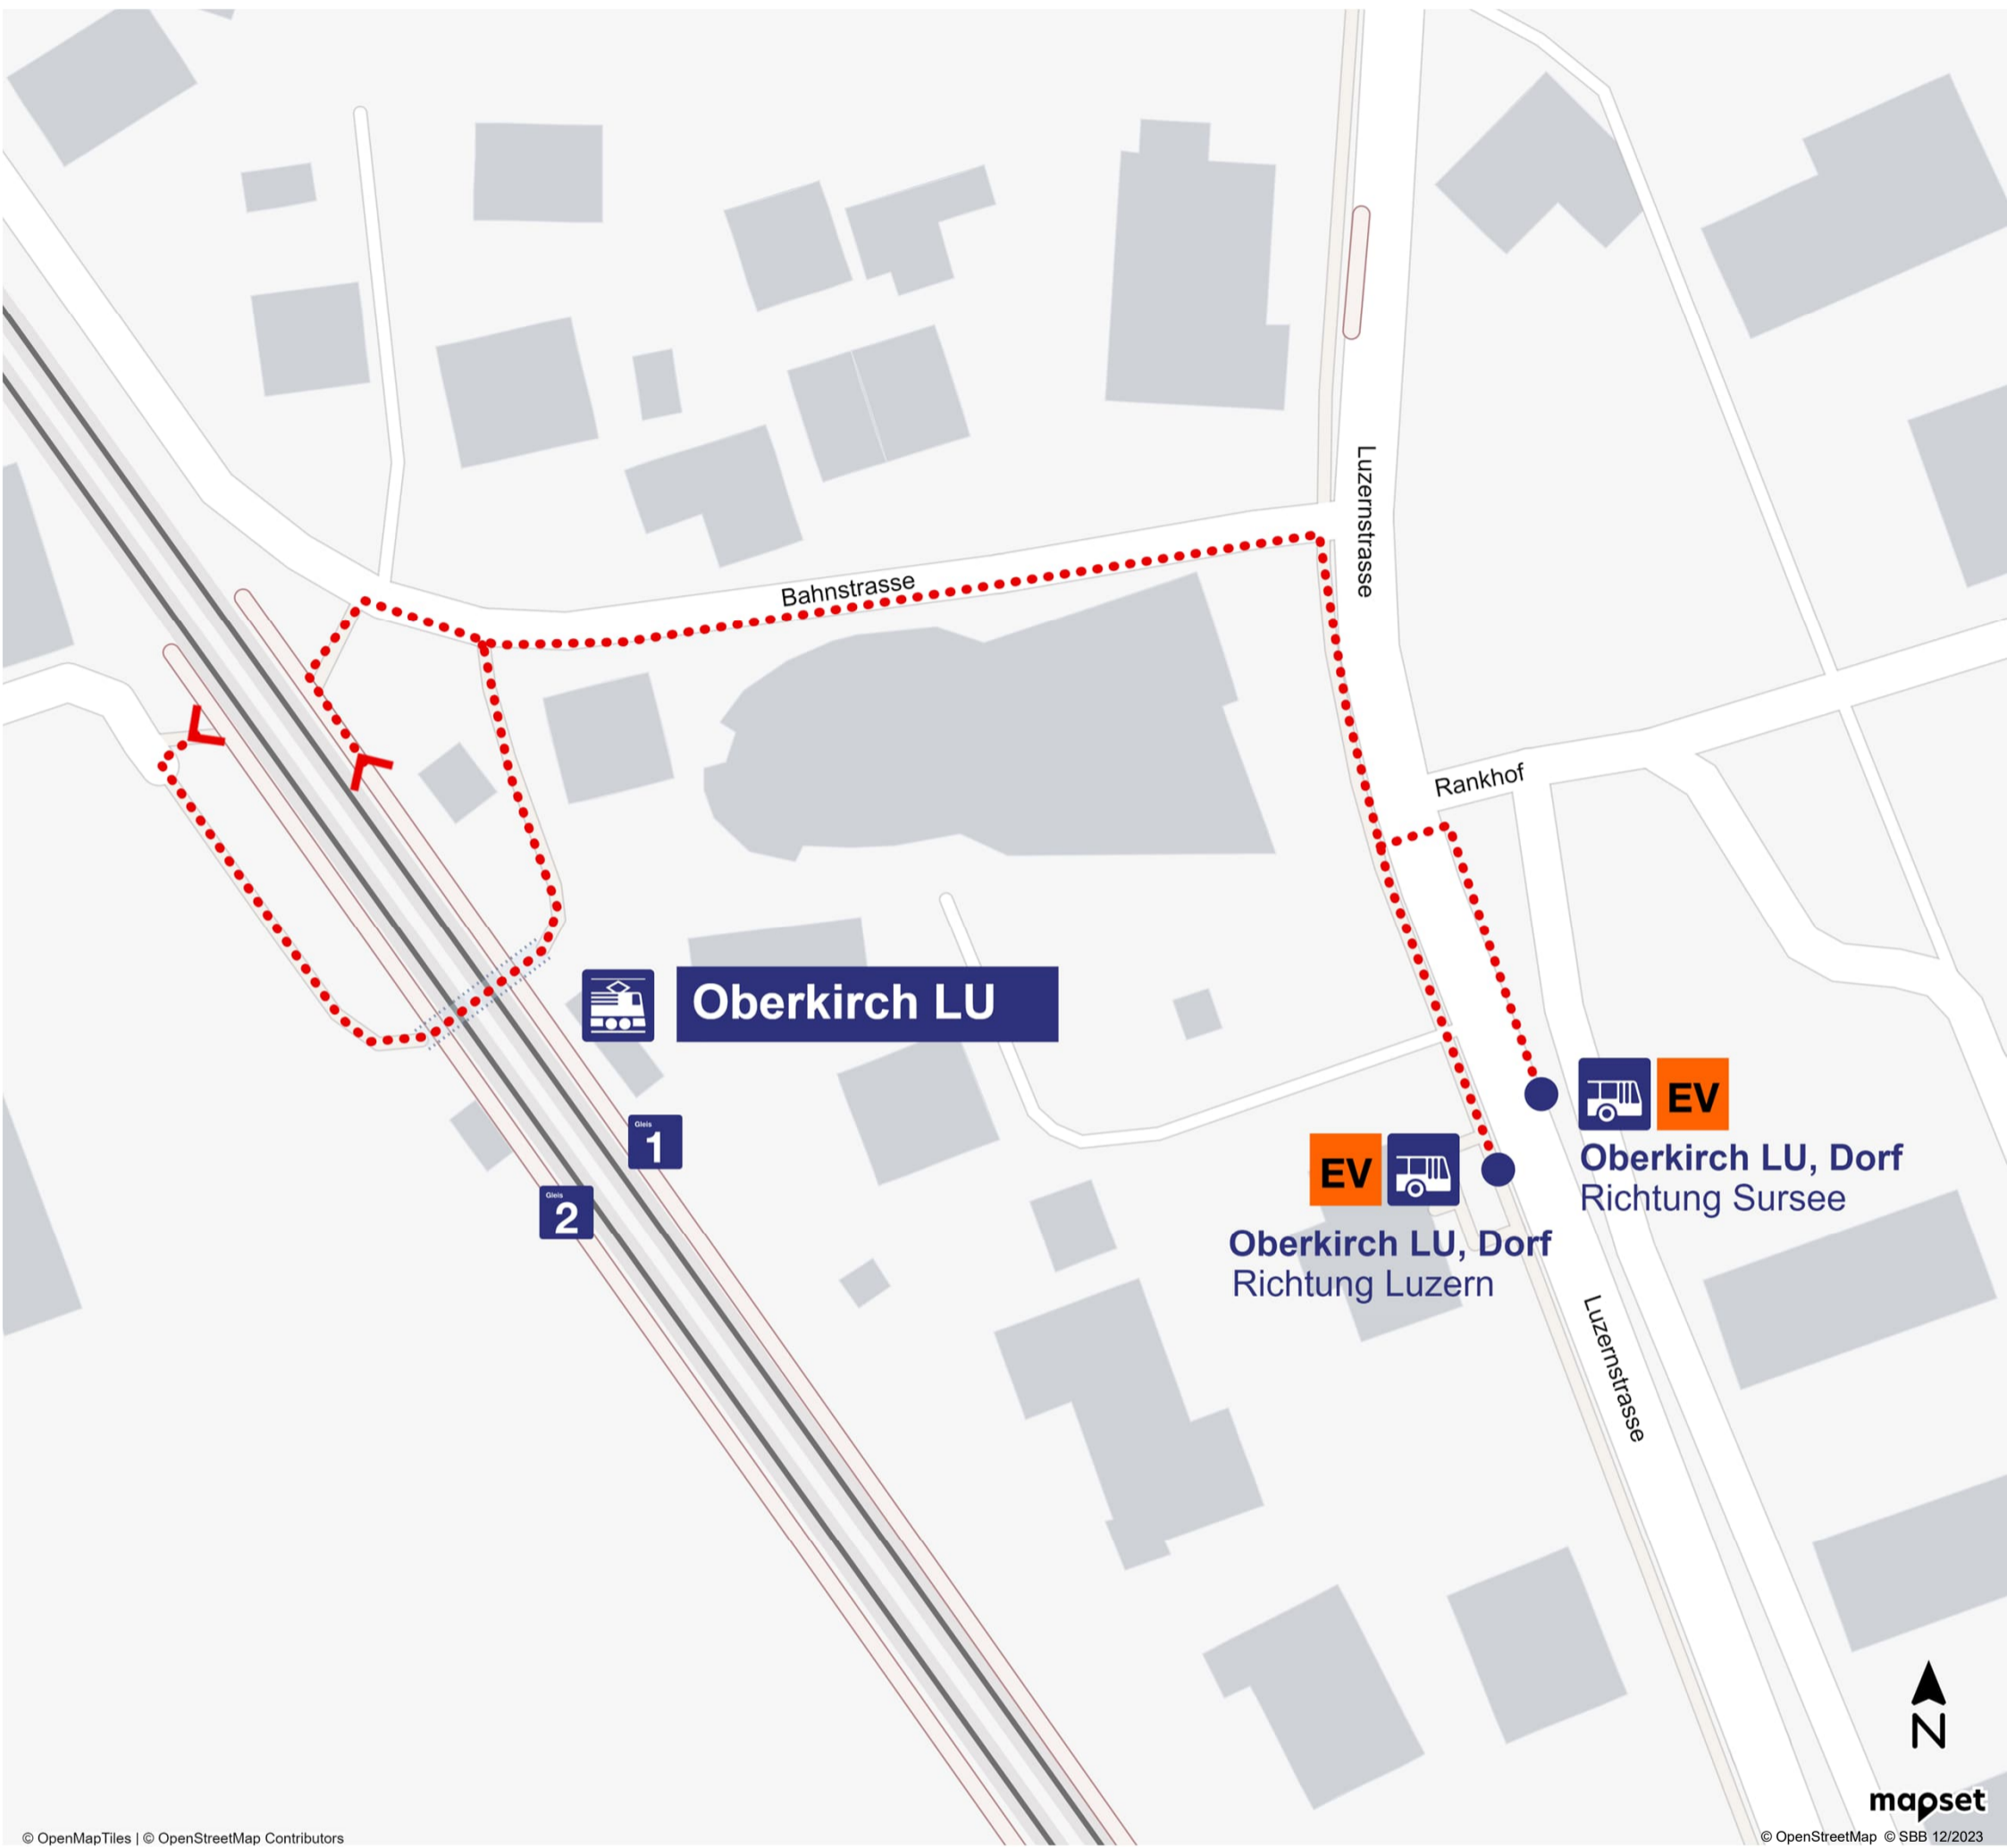 Luzernstrasse
Bahnstrasse
Rankhof
Oberkirch LU
EV
Oberkirch LU, Dorf
Richtung Sursee
Gleis
1
EV
Gleis
2
Oberkirch LU, Dorf
Richtung Luzern
Luzernstrasse
N
mapset
© OpenMapTiles | © OpenStreetMap Contributors
© OpenStreetMap © SBB 12/2023